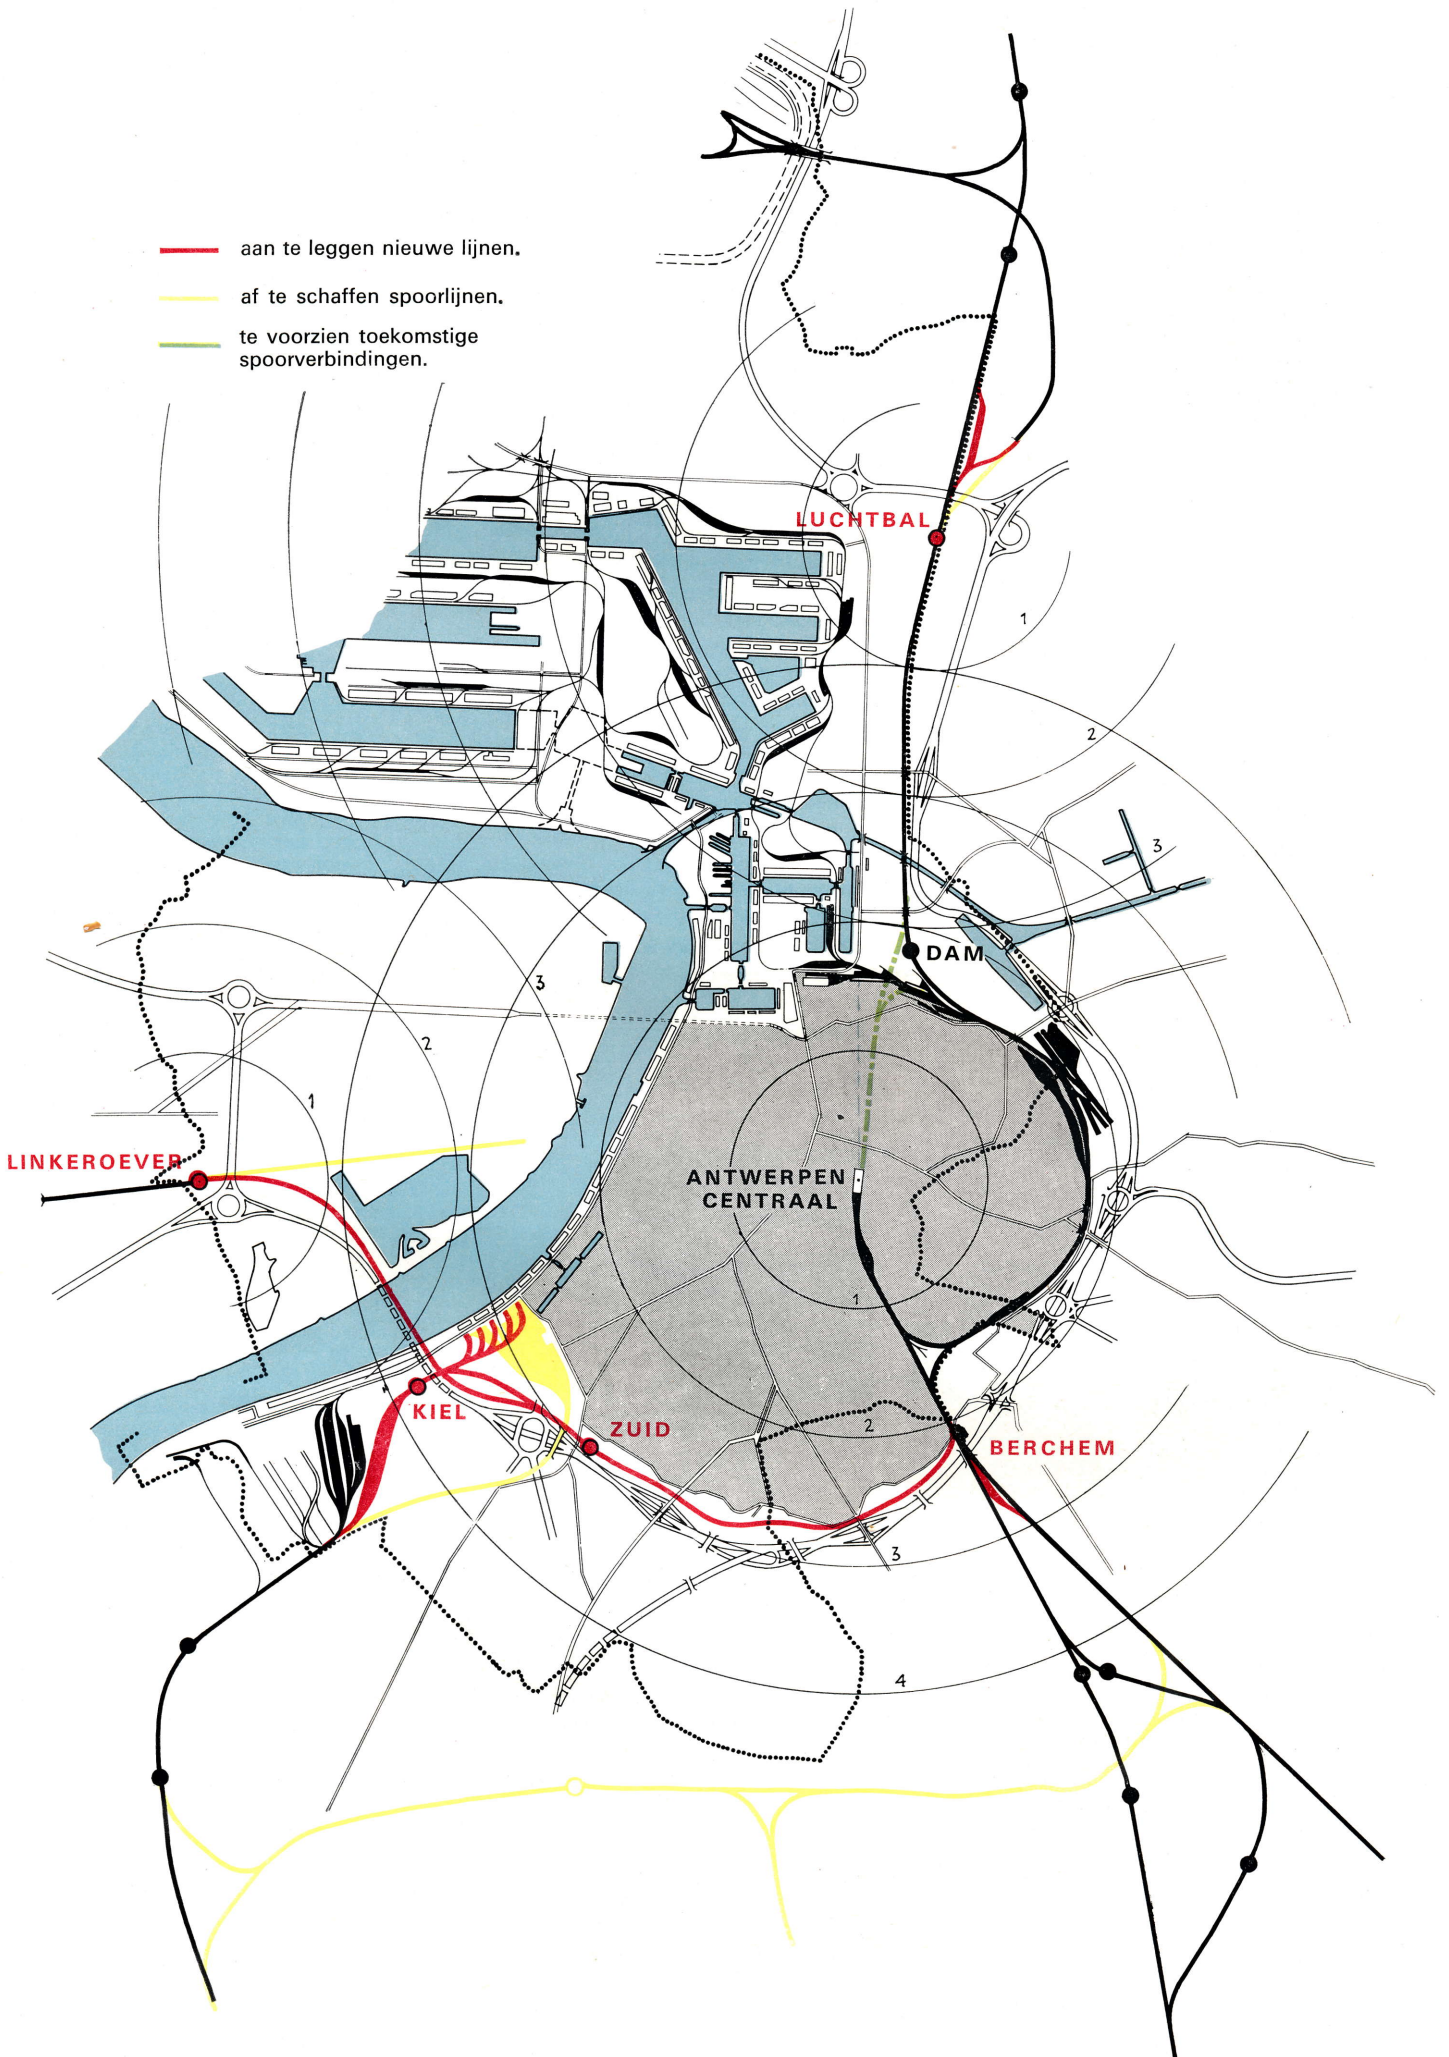 aan te leggen nieuwe lijnen.
af te schaffen spoorlijnen.
te voorzien toekomstige
spoorverbindingen.
LUCHTBAL
1
2
3
DAM
3
2
1
LINKEROEVER
ANTWERPEN
CENTRAAL
1
KIEL
2
ZUID
BERCHEM
3
4